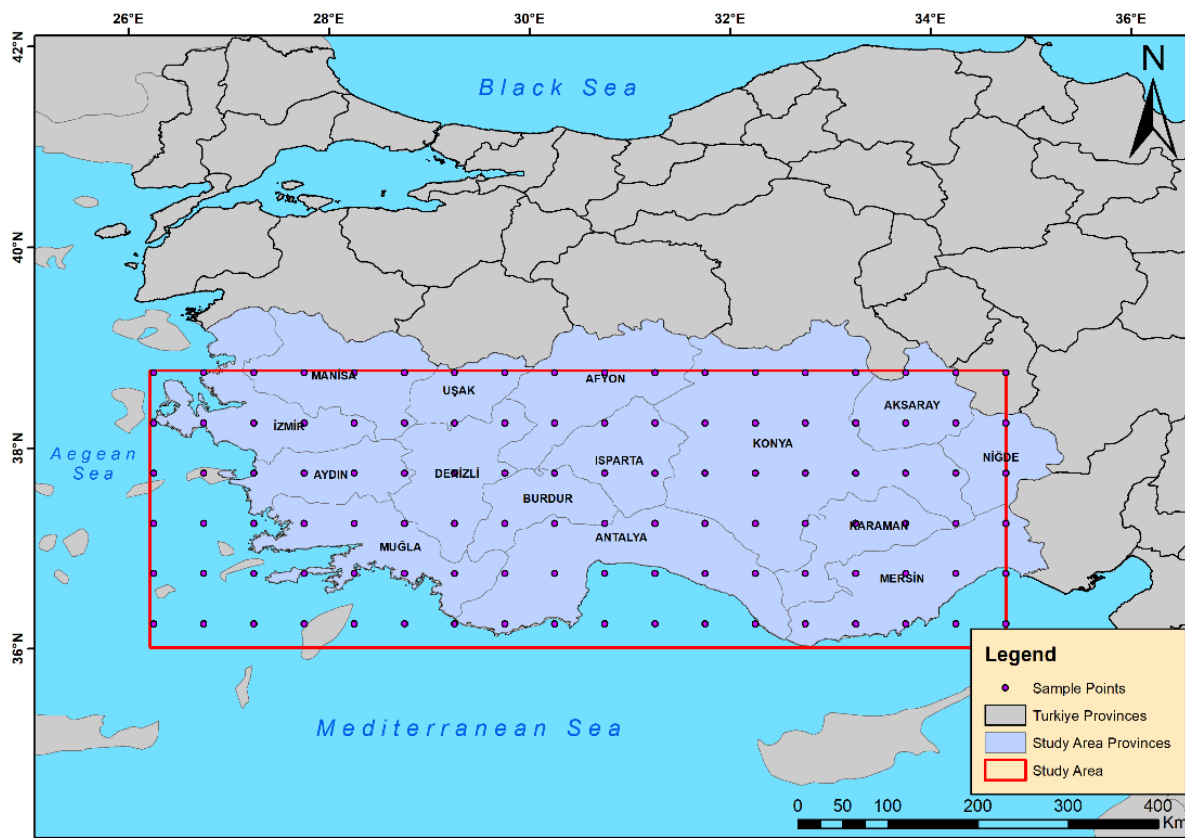 26°E 28°E 30°E 32°E 34°E 36°E
42°N
N
Black Sea
40°N
MANİSA
AFYON
UŞAK
AKSARAY
İZMİR
KONYA
38°N
Aegean
Sea
NİĞDE
ISPARTA
AYDIN
DENİZLİ
BURDUR
KARAMAN
ANTALYA
MUĞLA
MERSİN
36°N
Legend
Sample Points
Turkiye Provinces
Study Area Provinces
Study Area
Mediterranean Sea
0 50 100 200 300 400
Km